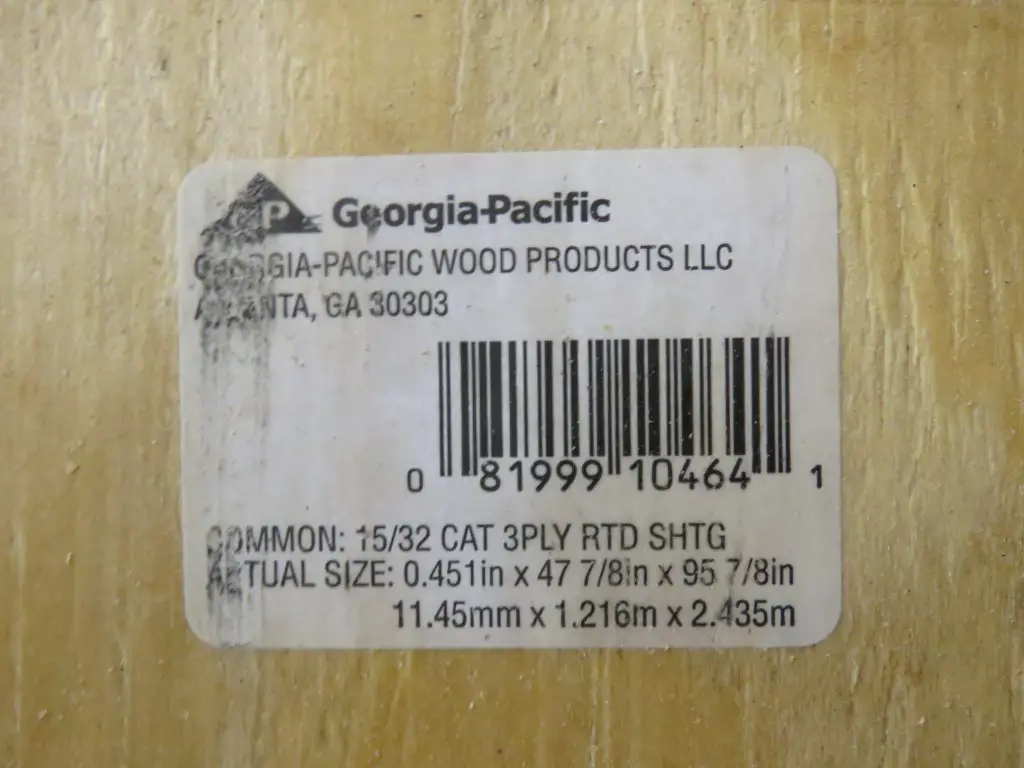 GP Georgia-Pacific
GEORGIA-PACIFIC WOOD PRODUCTS LLC
ATLANTA, GA 30303
0 81999 10464 1
COMMON: 15/32 CAT 3PLY RTD SHTG
ACTUAL SIZE: 0.451in x 47 7/8in x 95 7/8in
11.45mm x 1.216m x 2.435m